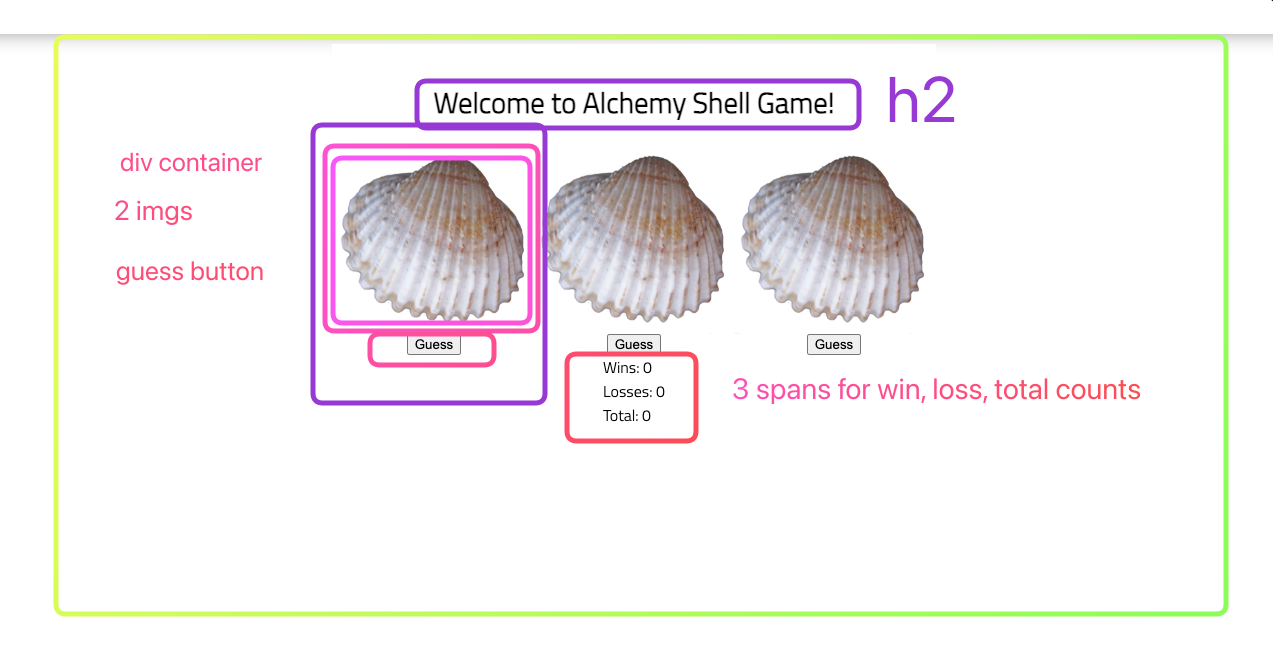 Welcome to Alchemy Shell Game!
h2
div container
2 imgs
guess button
Guess
Guess
Guess
Wins: 0
Losses: 0
Total: 0
3 spans for win, loss, total counts